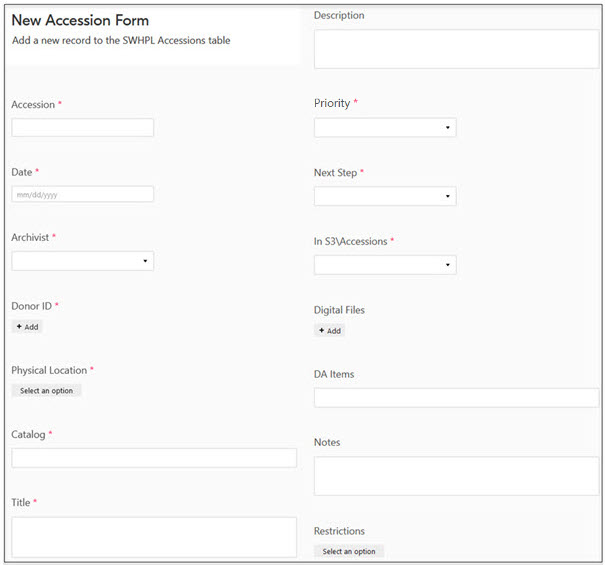 New Accession Form
Add a new record to the SWHPL Accessions table
Accession *
Date *
mm/dd/yyyy
Archivist *
Donor ID *
+ Add
Physical Location *
Select an option
Catalog *
Title *
Description
Priority *
Next Step *
In S3\Accessions *
Digital Files
+ Add
DA Items
Notes
Restrictions
Select an option